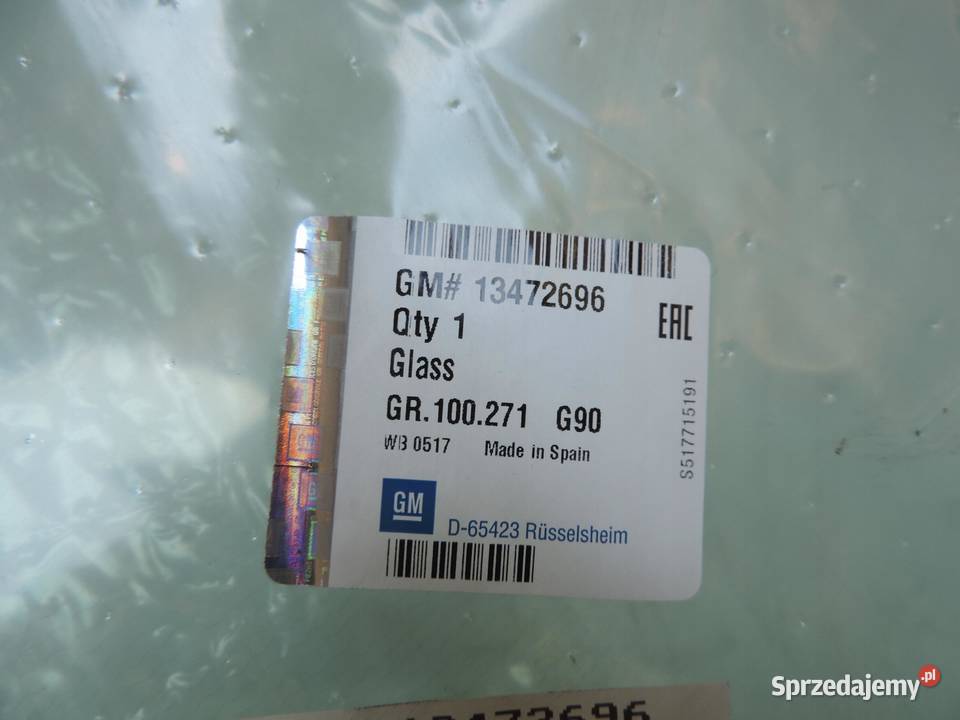 GM# 13472696
Qty 1
Glass
EAC
GR.100.271 G90
WB 0517 Made in Spain
S517715191
GM
D-65423 Rüsselsheim
13472696
Sprzedajemy.pl